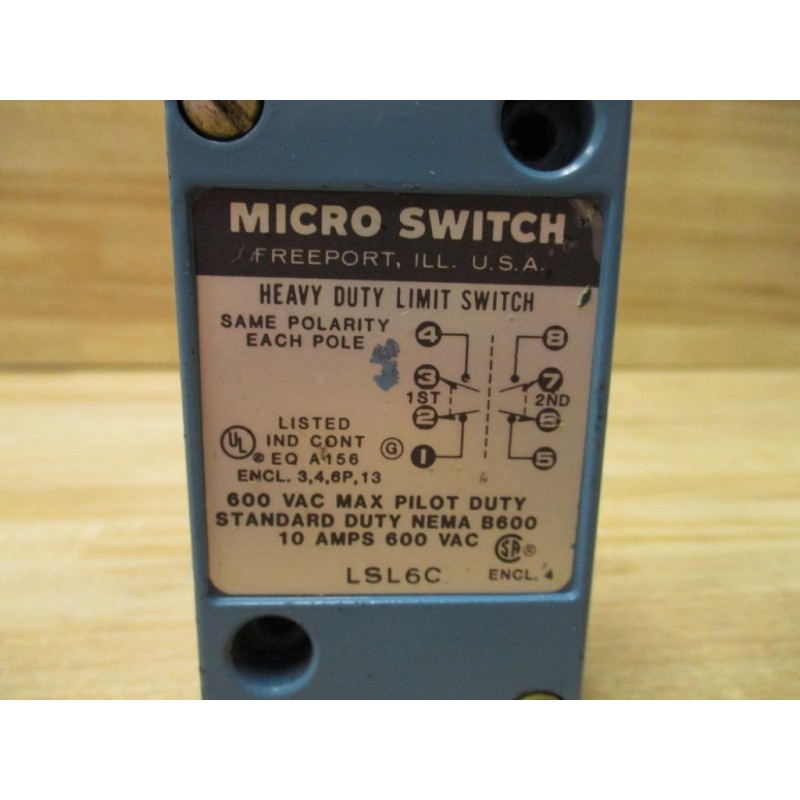 MICRO SWITCH
FREEPORT, ILL. U.S.A.
HEAVY DUTY LIMIT SWITCH
SAME POLARITY
EACH POLE
4 8
3 7
1ST 2ND
2 6
1 5
LISTED
UL IND CONT G
® EQ A156
ENCL. 3,4,6P,13
600 VAC MAX PILOT DUTY
STANDARD DUTY NEMA B600
10 AMPS 600 VAC SA ®
LSL6C ENCL. 4